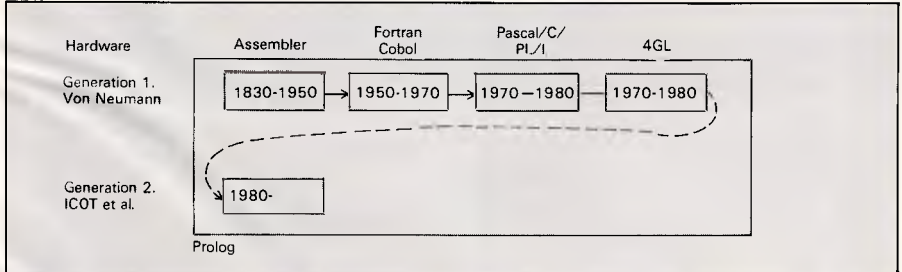 Hardware
Assembler
Fortran
Cobol
Pascal/C/
PL/I
4GL
Generation 1.
Von Neumann
1830-1950
1950-1970
1970-1980
1970-1980
Generation 2.
ICOT et al.
1980-
Prolog